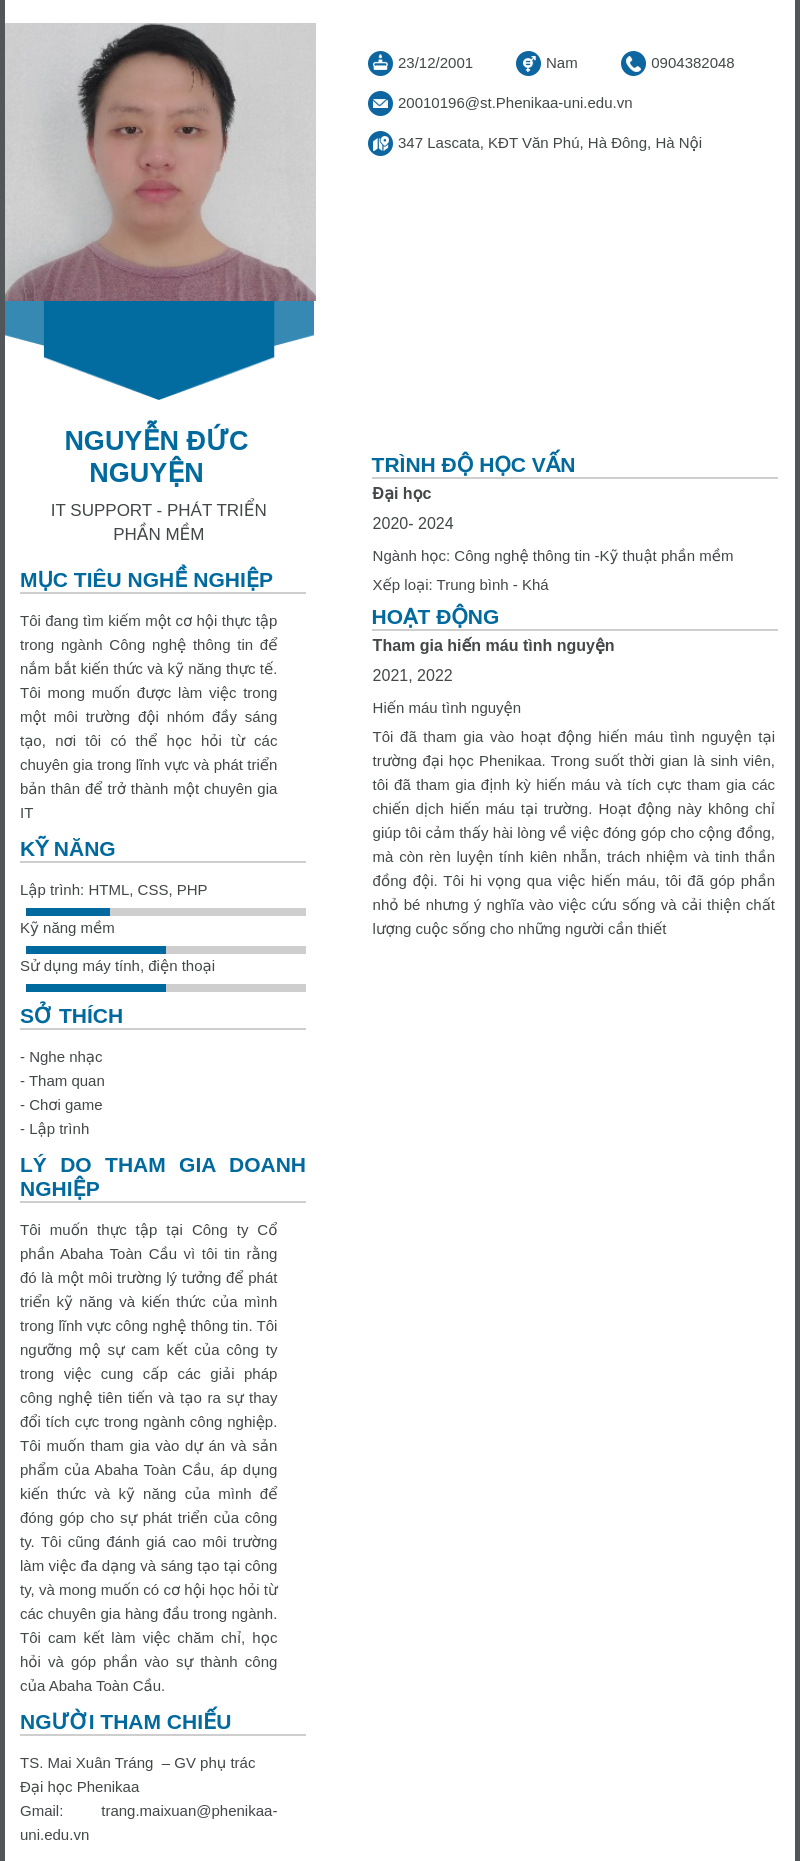 23/12/2001 Nam 0904382048
20010196@st.Phenikaa-uni.edu.vn
347 Lascata, KĐT Văn Phú, Hà Đông, Hà Nội
NGUYỄN ĐỨC
NGUYỆN
IT SUPPORT - PHÁT TRIỂN
PHẦN MỀM
MỤC TIÊU NGHỀ NGHIỆP
Tôi đang tìm kiếm một cơ hội thực tập
trong ngành Công nghệ thông tin để
nắm bắt kiến thức và kỹ năng thực tế.
Tôi mong muốn được làm việc trong
một môi trường đội nhóm đầy sáng
tạo, nơi tôi có thể học hỏi từ các
chuyên gia trong lĩnh vực và phát triển
bản thân để trở thành một chuyên gia
IT
KỸ NĂNG
Lập trình: HTML, CSS, PHP
Kỹ năng mềm
Sử dụng máy tính, điện thoại
SỞ THÍCH
- Nghe nhạc
- Tham quan
- Chơi game
- Lập trình
LÝ DO THAM GIA DOANH
NGHIỆP
Tôi muốn thực tập tại Công ty Cổ
phần Abaha Toàn Cầu vì tôi tin rằng
đó là một môi trường lý tưởng để phát
triển kỹ năng và kiến thức của mình
trong lĩnh vực công nghệ thông tin. Tôi
ngưỡng mộ sự cam kết của công ty
trong việc cung cấp các giải pháp
công nghệ tiên tiến và tạo ra sự thay
đổi tích cực trong ngành công nghiệp.
Tôi muốn tham gia vào dự án và sản
phẩm của Abaha Toàn Cầu, áp dụng
kiến thức và kỹ năng của mình để
đóng góp cho sự phát triển của công
ty. Tôi cũng đánh giá cao môi trường
làm việc đa dạng và sáng tạo tại công
ty, và mong muốn có cơ hội học hỏi từ
các chuyên gia hàng đầu trong ngành.
Tôi cam kết làm việc chăm chỉ, học
hỏi và góp phần vào sự thành công
của Abaha Toàn Cầu.
NGƯỜI THAM CHIẾU
TS. Mai Xuân Tráng – GV phụ trác
Đại học Phenikaa
Gmail: trang.maixuan@phenikaa-
uni.edu.vn
TRÌNH ĐỘ HỌC VẤN
Đại học
2020- 2024
Ngành học: Công nghệ thông tin -Kỹ thuật phần mềm
Xếp loại: Trung bình - Khá
HOẠT ĐỘNG
Tham gia hiến máu tình nguyện
2021, 2022
Hiến máu tình nguyện
Tôi đã tham gia vào hoạt động hiến máu tình nguyện tại
trường đại học Phenikaa. Trong suốt thời gian là sinh viên,
tôi đã tham gia định kỳ hiến máu và tích cực tham gia các
chiến dịch hiến máu tại trường. Hoạt động này không chỉ
giúp tôi cảm thấy hài lòng về việc đóng góp cho cộng đồng,
mà còn rèn luyện tính kiên nhẫn, trách nhiệm và tinh thần
đồng đội. Tôi hi vọng qua việc hiến máu, tôi đã góp phần
nhỏ bé nhưng ý nghĩa vào việc cứu sống và cải thiện chất
lượng cuộc sống cho những người cần thiết